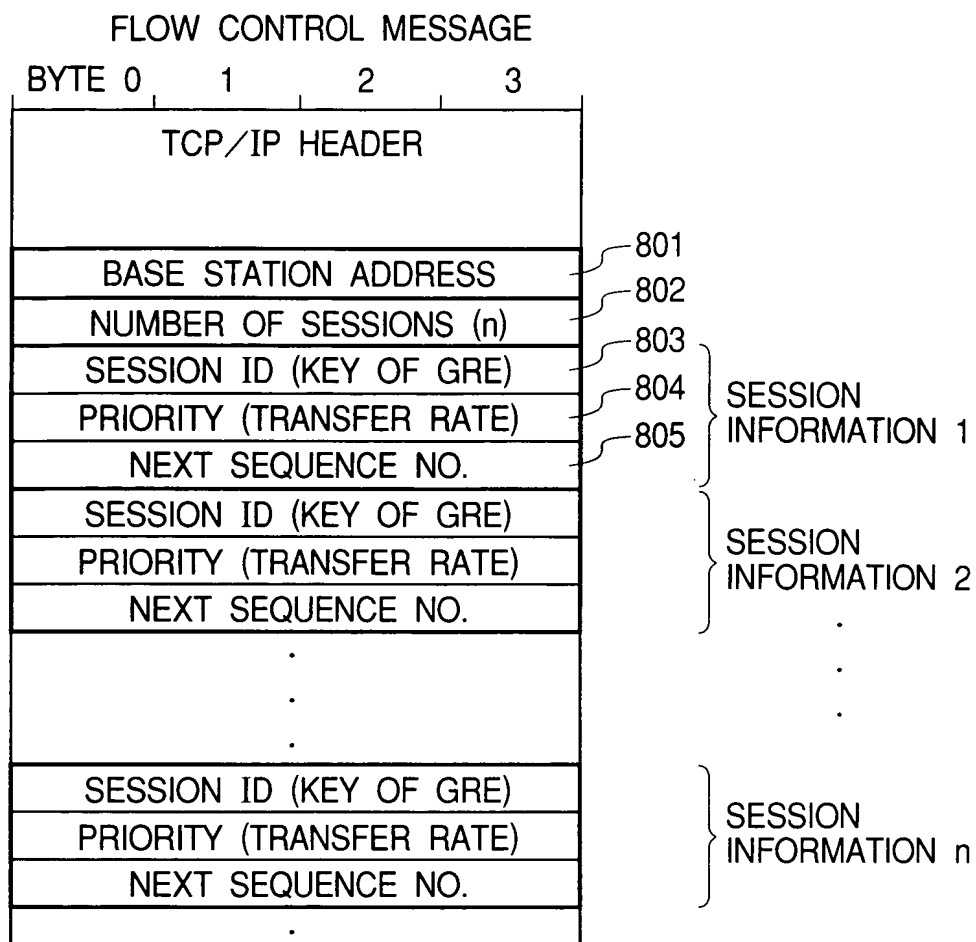 FLOW CONTROL MESSAGE
BYTE 0 1 2 3
TCP/IP HEADER
BASE STATION ADDRESS 801
NUMBER OF SESSIONS (n) 802
SESSION ID (KEY OF GRE) 803
PRIORITY (TRANSFER RATE) 804
NEXT SEQUENCE NO. 805
SESSION
INFORMATION 1
SESSION ID (KEY OF GRE)
PRIORITY (TRANSFER RATE)
NEXT SEQUENCE NO.
SESSION
INFORMATION 2
SESSION ID (KEY OF GRE)
PRIORITY (TRANSFER RATE)
NEXT SEQUENCE NO.
SESSION
INFORMATION n